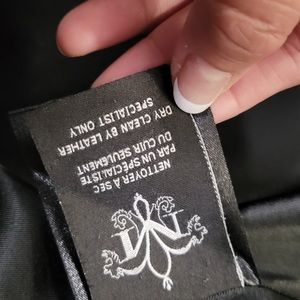 DRY CLEAN BY LEATHER
SPECIALIST ONLY
NETTOYER A SEC
PAR UN SPECIALISTE
DU CUIR SEULEMENT
M